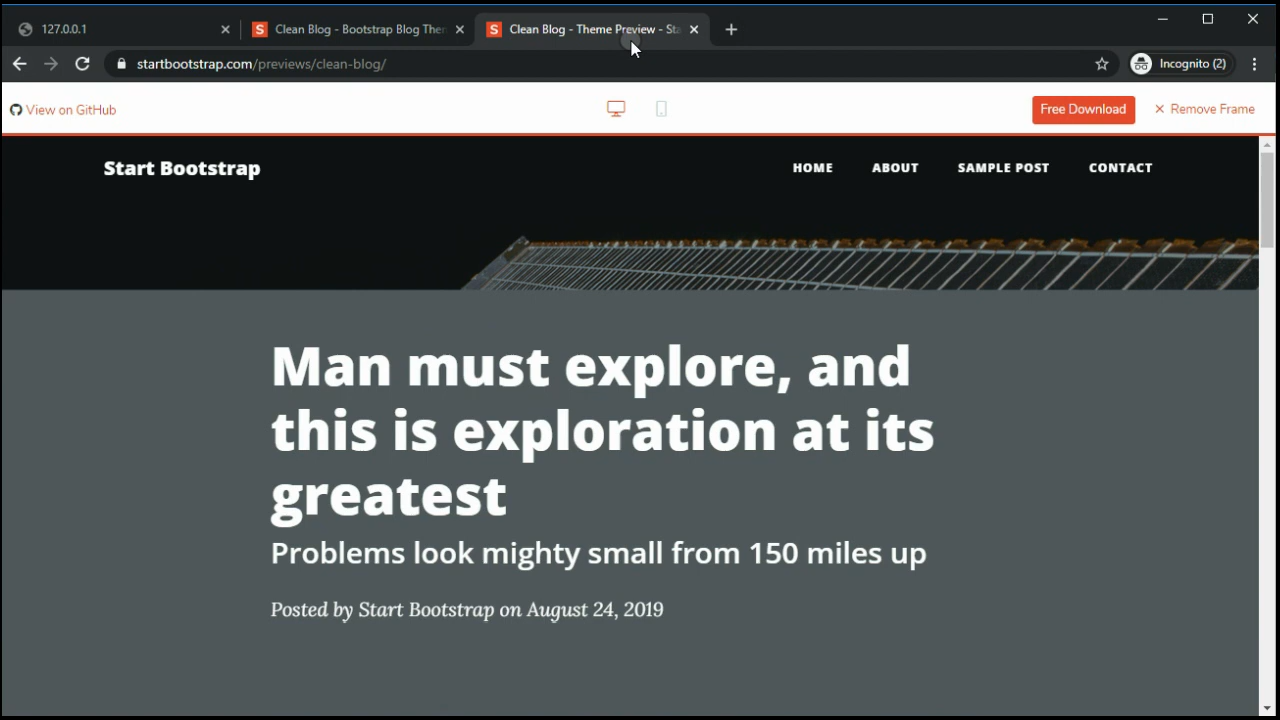 127.0.0.1
Clean Blog - Bootstrap Blog Ther
Clean Blog - Theme Preview - Sta
startbootstrap.com/previews/clean-blog/
Incognito (2)
View on GitHub
Free Download
Remove Frame
Start Bootstrap
HOME
ABOUT
SAMPLE POST
CONTACT
Man must explore, and
this is exploration at its
greatest
Problems look mighty small from 150 miles up
Posted by Start Bootstrap on August 24, 2019